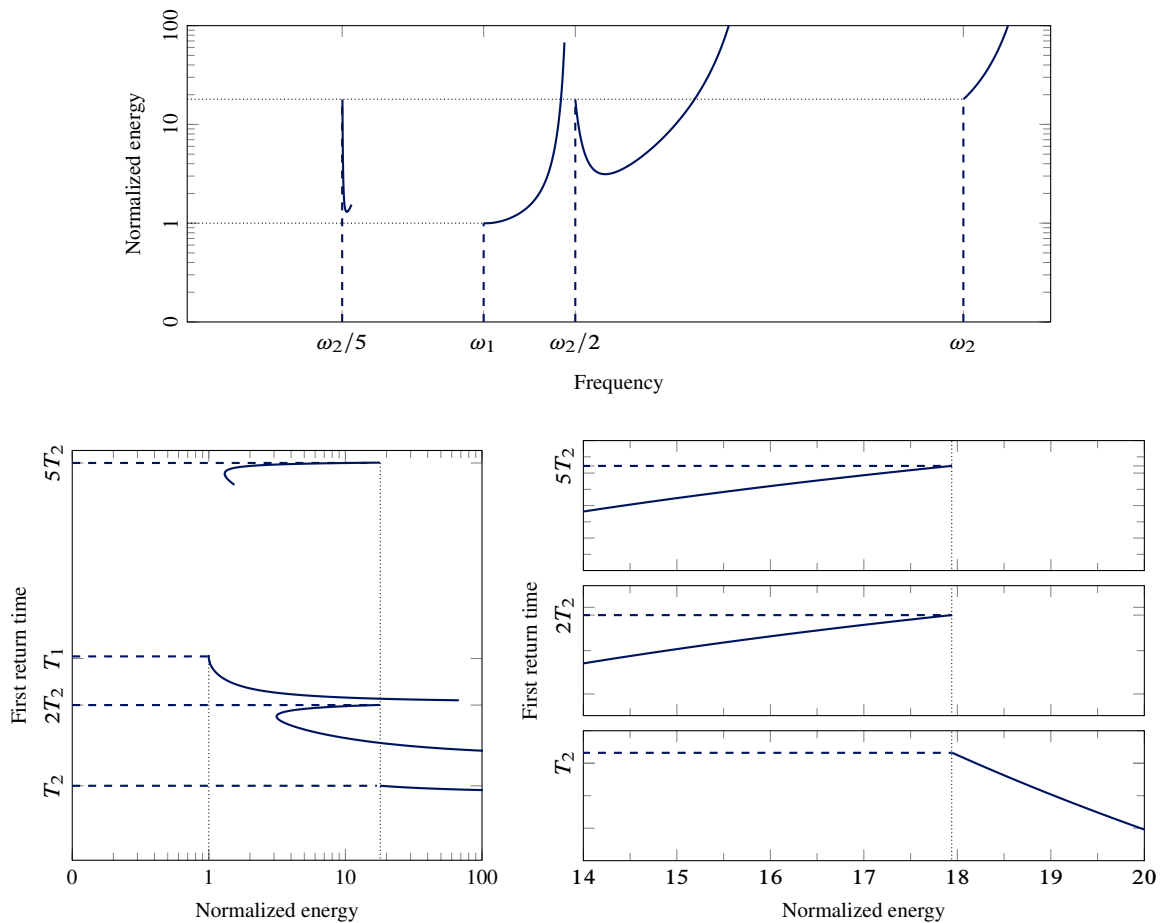 100
10
1
0
Normalized energy
ω₂/5 ω₁ ω₂/2 ω₂
Frequency
5T₂
T₁
2T₂
T₂
First return time
0 1 10 100
Normalized energy
5T₂
2T₂
T₂
First return time
14 15 16 17 18 19 20
Normalized energy